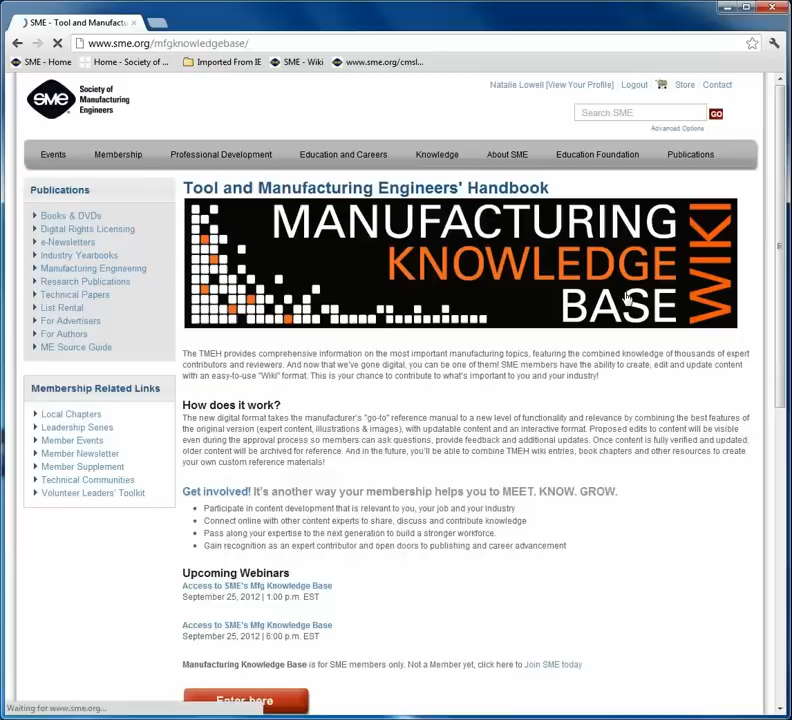 SME - Tool and Manufactu
www.sme.org/mfgknowledgebase/
SME - Home
Home - Society of ...
Imported From IE
SME - Wiki
www.sme.org/cmsl...
SME
Society of
Manufacturing
Engineers
Natalie Lowell [View Your Profile] | Logout Store | Contact
Search SME
GO
Advanced Options
Events
Membership
Professional Development
Education and Careers
Knowledge
About SME
Education Foundation
Publications
Publications
Books & DVDs
Digital Rights Licensing
e-Newsletters
Industry Yearbooks
Manufacturing Engineering
Research Publications
Technical Papers
List Rental
For Advertisers
For Authors
ME Source Guide
Membership Related Links
Local Chapters
Leadership Series
Member Events
Member Newsletter
Member Supplement
Technical Communities
Volunteer Leaders' Toolkit
Tool and Manufacturing Engineers' Handbook
MANUFACTURING
KNOWLEDGE
BASE
WIKI
The TMEH provides comprehensive information on the most important manufacturing topics, featuring the combined knowledge of thousands of expert
contributors and reviewers. And now that we've gone digital, you can be one of them! SME members have the ability to create, edit and update content
with an easy-to-use "Wiki" format. This is your chance to contribute to what's important to you and your industry!
How does it work?
The new digital format takes the manufacturer's "go-to" reference manual to a new level of functionality and relevance by combining the best features of
the original version (expert content, illustrations & images), with updatable content and an interactive format. Proposed edits to content will be visible
even during the approval process so members can ask questions, provide feedback and additional updates. Once content is fully verified and updated,
older content will be archived for reference. And in the future, you'll be able to combine TMEH wiki entries, book chapters and other resources to create
your own custom reference materials!
Get involved! It's another way your membership helps you to MEET. KNOW. GROW.
Participate in content development that is relevant to you, your job and your industry
Connect online with other content experts to share, discuss and contribute knowledge
Pass along your expertise to the next generation to build a stronger workforce.
Gain recognition as an expert contributor and open doors to publishing and career advancement
Upcoming Webinars
Access to SME's Mfg Knowledge Base
September 25, 2012 | 1:00 p.m. EST
Access to SME's Mfg Knowledge Base
September 25, 2012 | 6:00 p.m. EST
Manufacturing Knowledge Base is for SME members only. Not a Member yet, click here to Join SME today
Enter here
Waiting for www.sme.org...